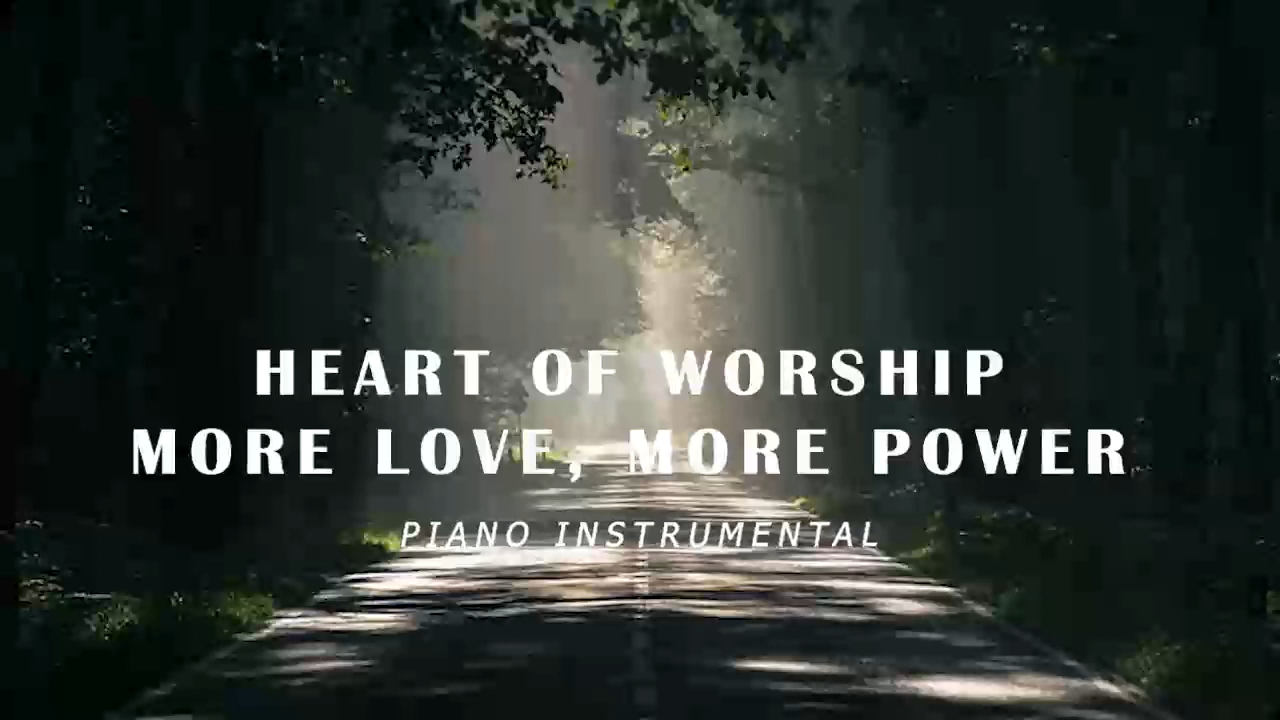 HEART OF WORSHIP
MORE LOVE, MORE POWER
PIANO INSTRUMENTAL